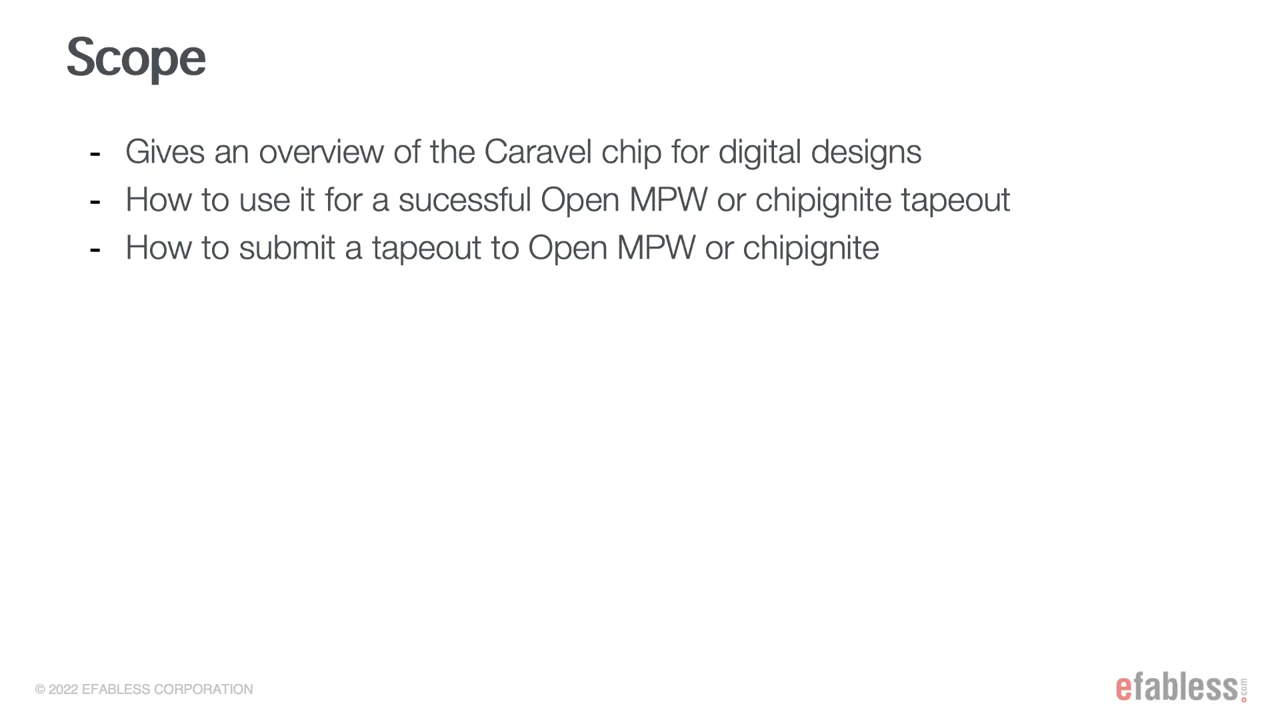 Scope
- Gives an overview of the Caravel chip for digital designs
- How to use it for a sucessful Open MPW or chipignite tapeout
- How to submit a tapeout to Open MPW or chipignite
© 2022 EFABLESS CORPORATION
efabless.com